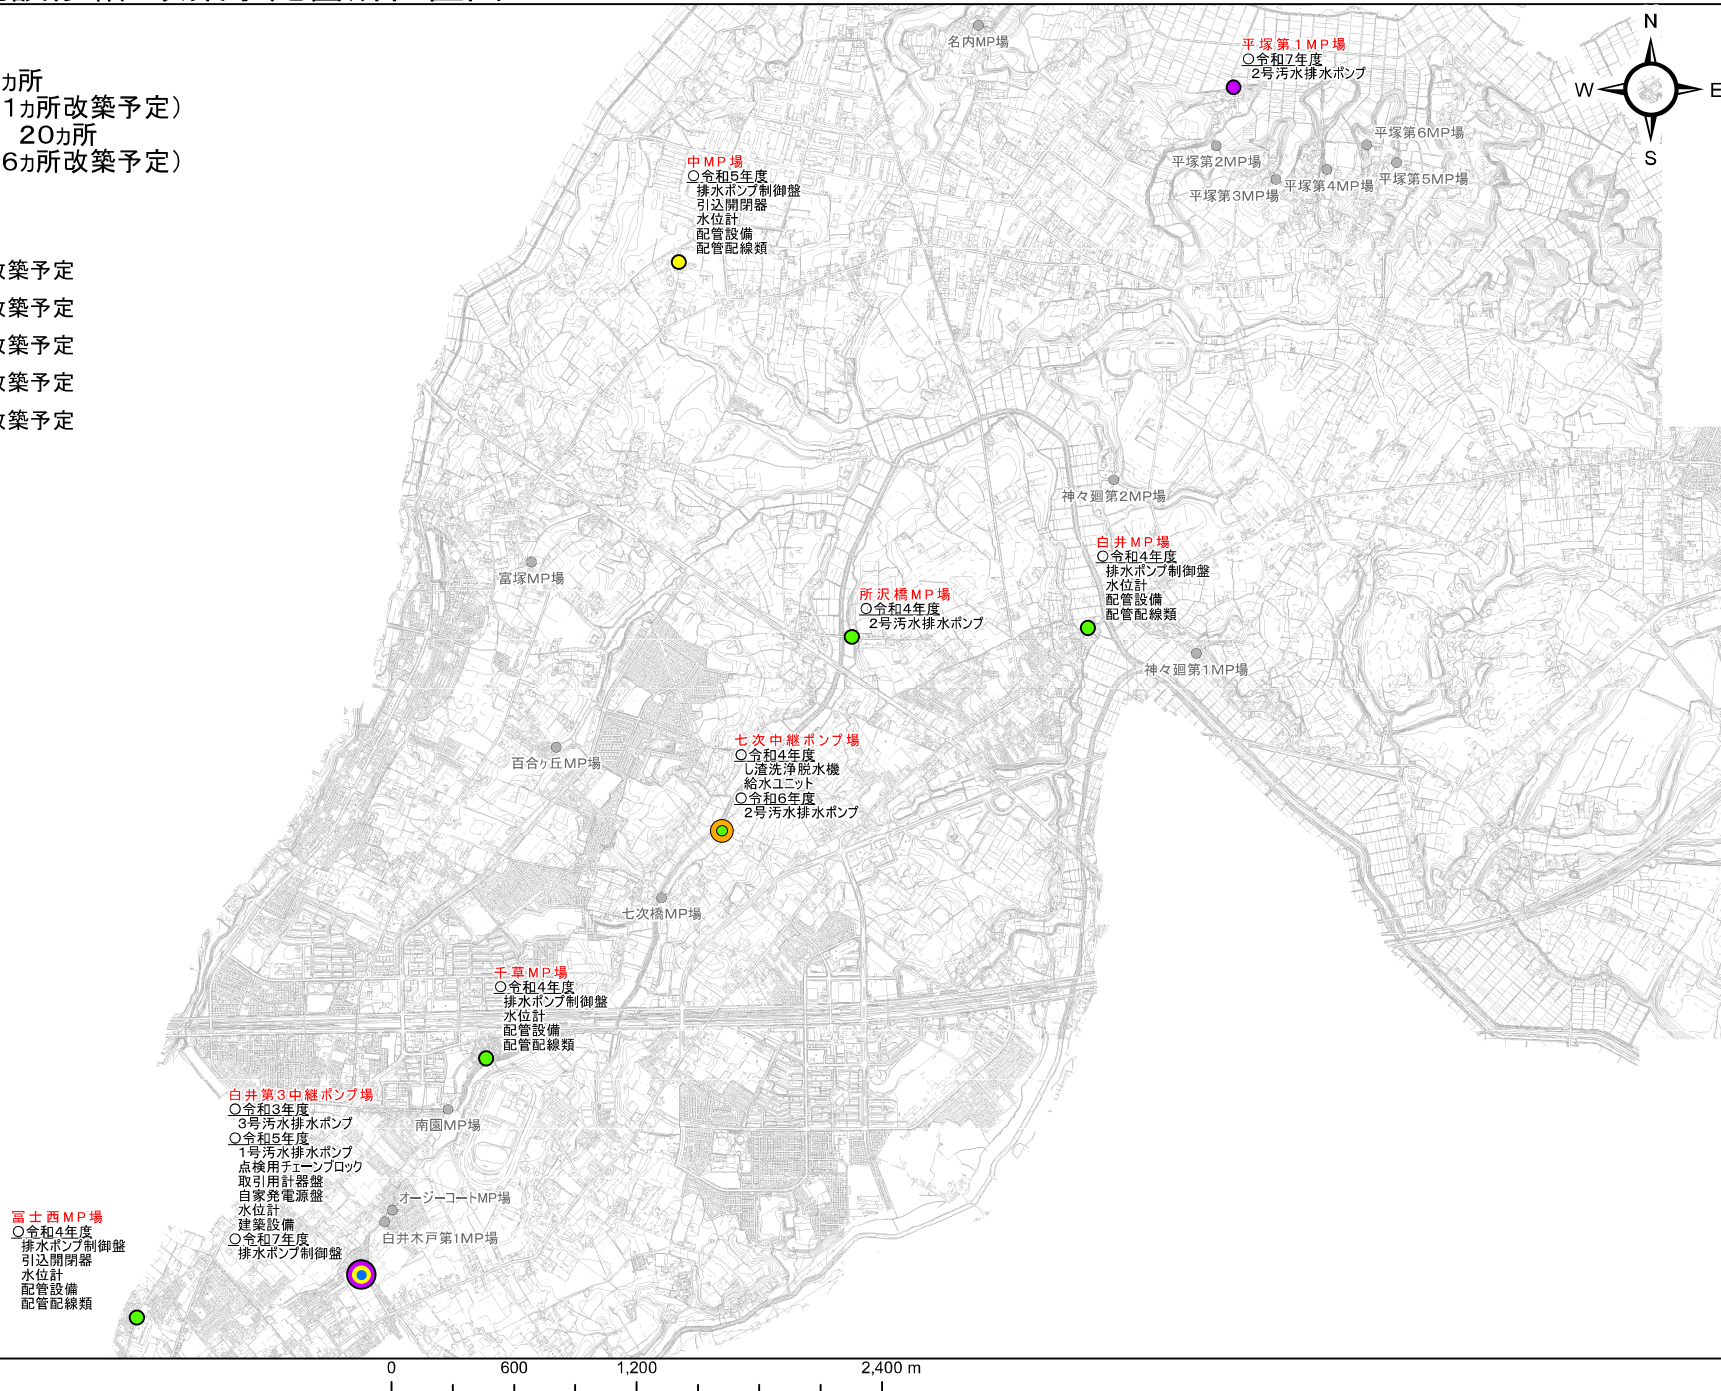 カ所
1カ所改築予定）
20カ所
6カ所改築予定）
改築予定
改築予定
改築予定
改築予定
改築予定
N
W
E
S
名内MP場
平塚第1MP場
○令和7年度
2号汚水排水ポンプ
平塚第6MP場
平塚第2MP場
平塚第5MP場
平塚第4MP場
平塚第3MP場
中MP場
○令和5年度
排水ポンプ制御盤
引込開閉器
水位計
配管設備
配管配線類
神々廻第2MP場
白井MP場
○令和4年度
排水ポンプ制御盤
水位計
配管設備
配管配線類
富塚MP場
所沢橋MP場
○令和4年度
2号汚水排水ポンプ
神々廻第1MP場
七次中継ポンプ場
○令和4年度
し渣洗浄脱水機
給水ユニット
○令和6年度
2号汚水排水ポンプ
百合ヶ丘MP場
七次橋MP場
千草MP場
○令和4年度
排水ポンプ制御盤
水位計
配管設備
配管配線類
白井第3中継ポンプ場
○令和3年度
3号汚水排水ポンプ
○令和5年度
1号汚水排水ポンプ
点検用チェーンブロック
取引用計器盤
自家発電源盤
水位計
建築設備
○令和7年度
排水ポンプ制御盤
南園MP場
オージーコートMP場
白井木戸第1MP場
冨士西MP場
○令和4年度
排水ポンプ制御盤
引込開閉器
水位計
配管設備
配管配線類
0 600 1,200 2,400 m